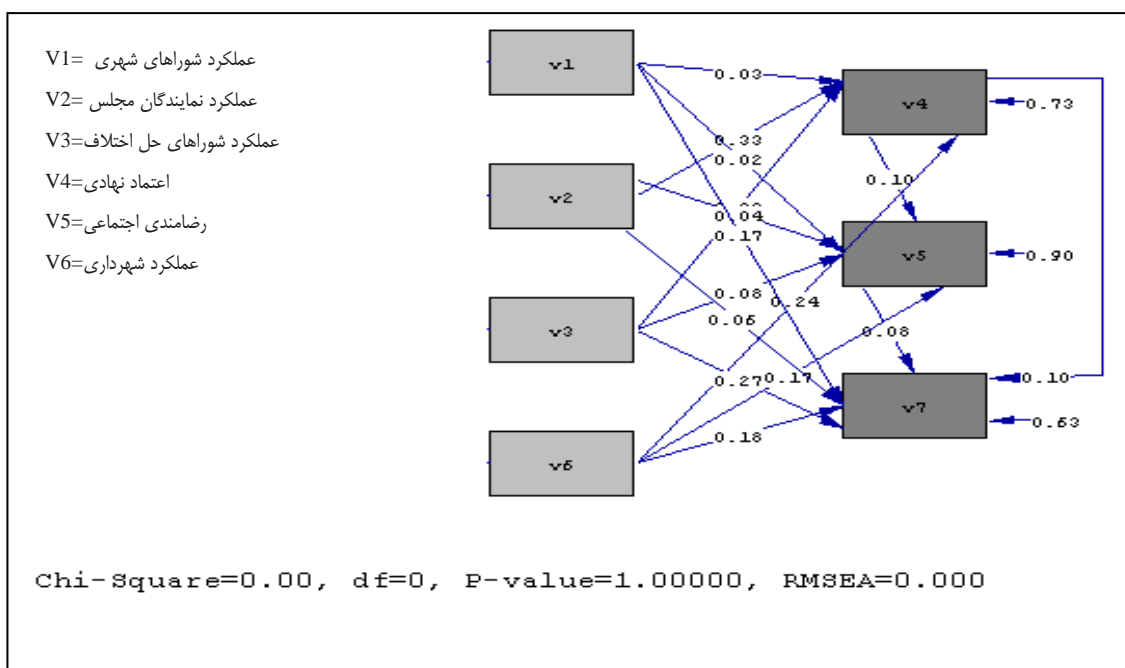 V1= عملکرد شوراهای شهری
V2= عملکرد نمایندگان مجلس
V3=عملکرد شوراهای حل اختلاف
V4=اعتماد نهادی
V5=رضامندی اجتماعی
V6=عملکرد شهرداری
v1
v2
v3
v6
v4
v5
v7
0.03
0.33
0.02
0.04
0.17
0.08
0.24
0.06
0.27
0.17
0.18
0.10
0.08
0.73
0.90
0.10
0.63
Chi-Square=0.00, df=0, P-value=1.00000, RMSEA=0.000